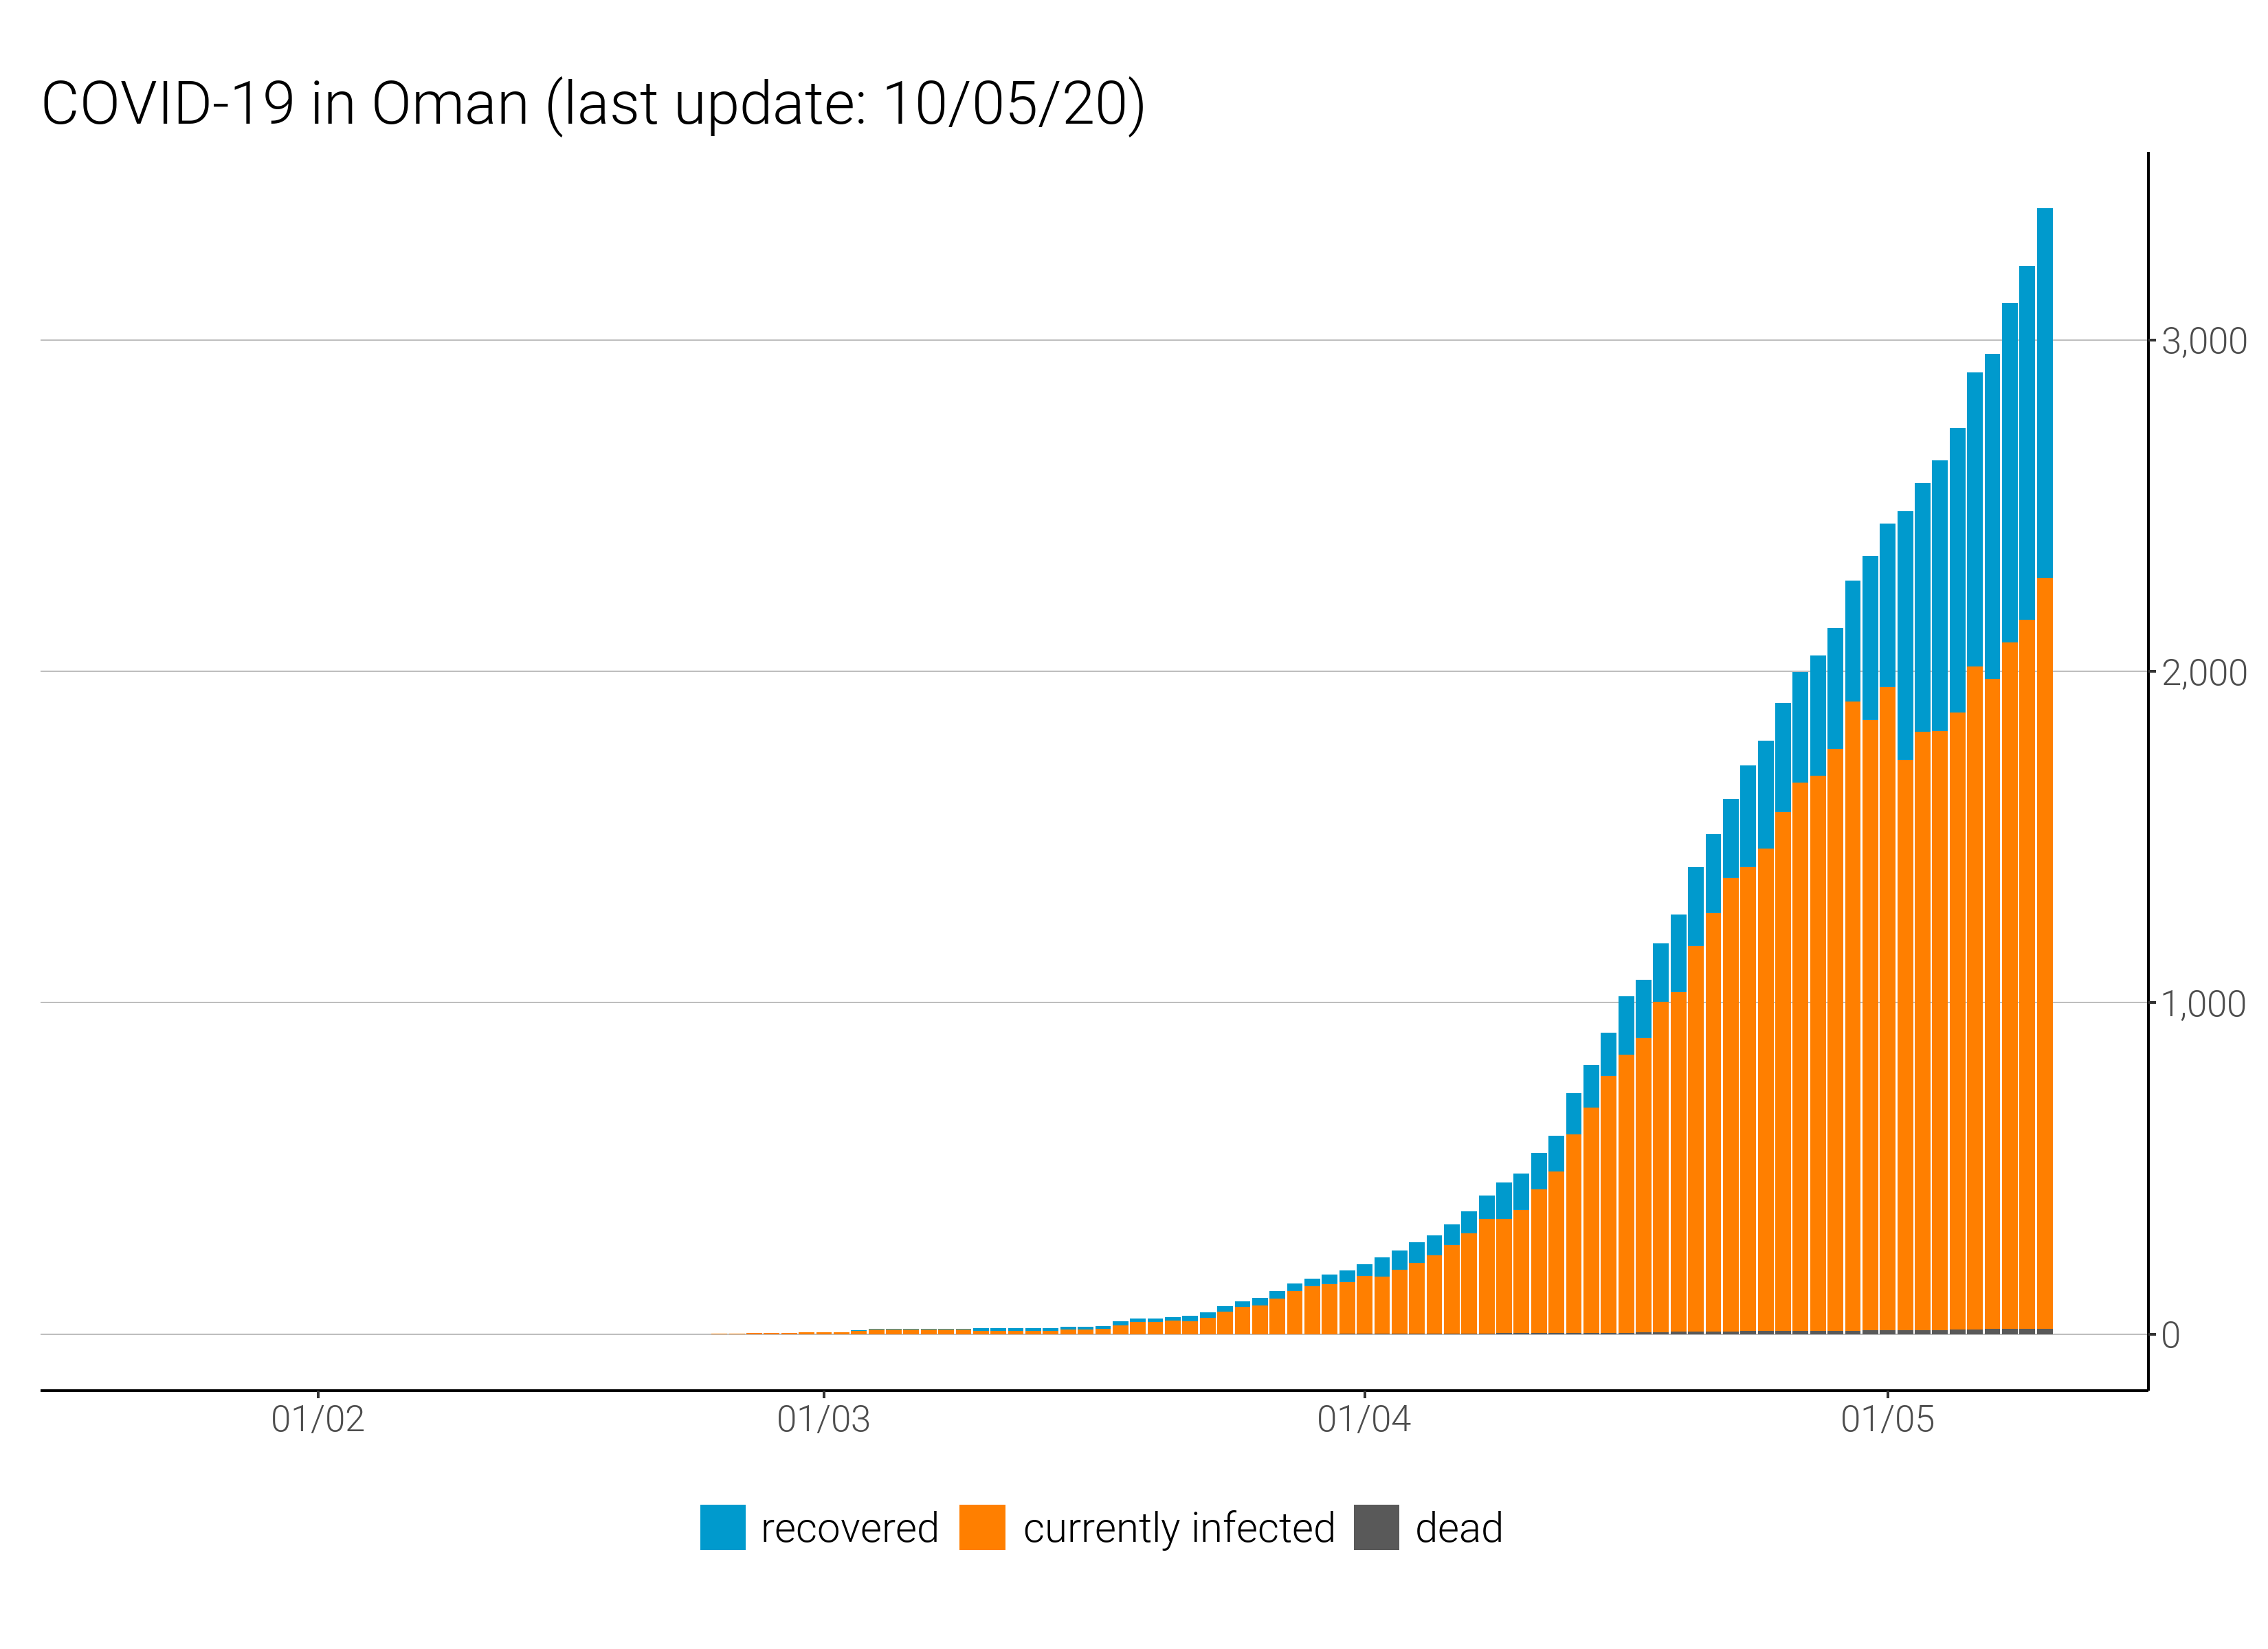 COVID-19 in Oman (last update: 10/05/20)
3,000
2,000
1,000
0
01/02 01/03 01/04 01/05
recovered currently infected dead